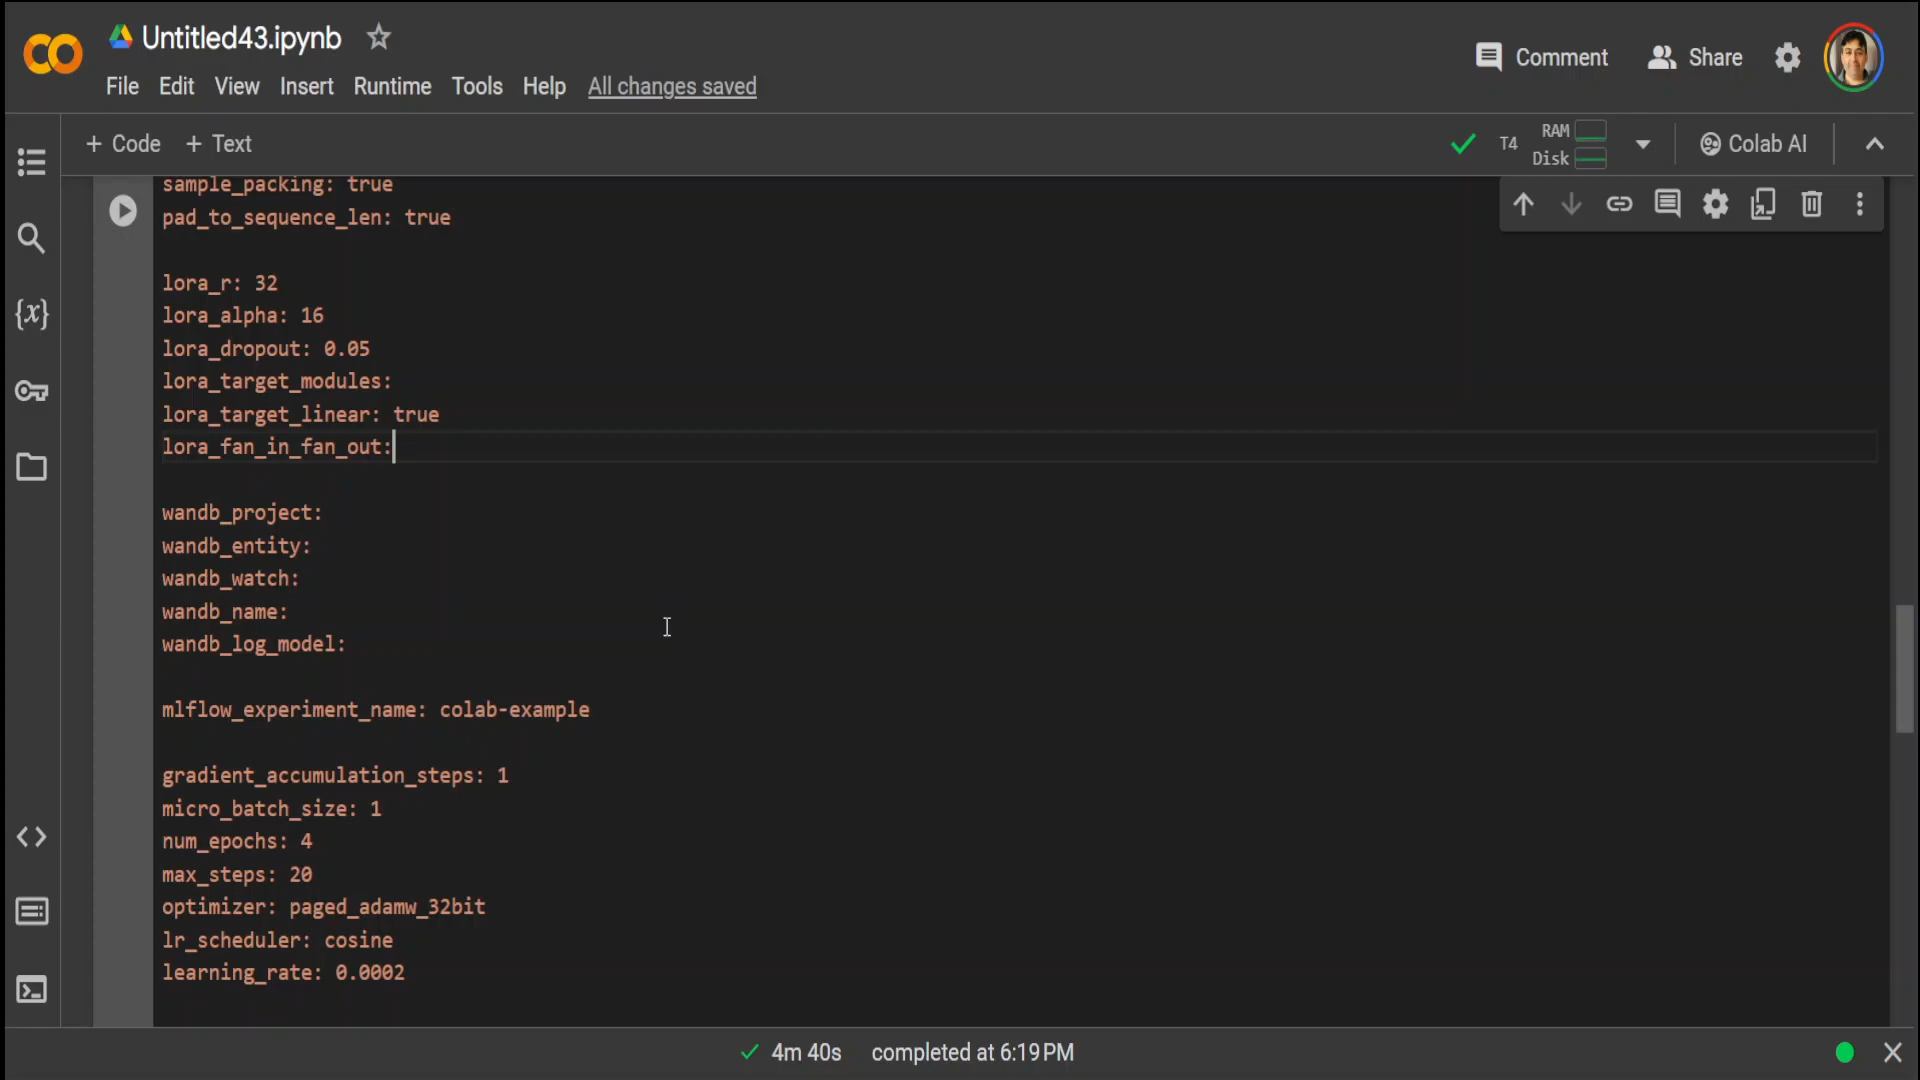 Untitled43.ipynb
Comment
Share
File Edit View Insert Runtime Tools Help All changes saved
+ Code + Text
T4
RAM
Disk
Colab AI
sample_packing: true
pad_to_sequence_len: true
lora_r: 32
lora_alpha: 16
lora_dropout: 0.05
lora_target_modules:
lora_target_linear: true
lora_fan_in_fan_out:
wandb_project:
wandb_entity:
wandb_watch:
wandb_name:
wandb_log_model:
mlflow_experiment_name: colab-example
gradient_accumulation_steps: 1
micro_batch_size: 1
num_epochs: 4
max_steps: 20
optimizer: paged_adamw_32bit
lr_scheduler: cosine
learning_rate: 0.0002
4m 40s completed at 6:19 PM